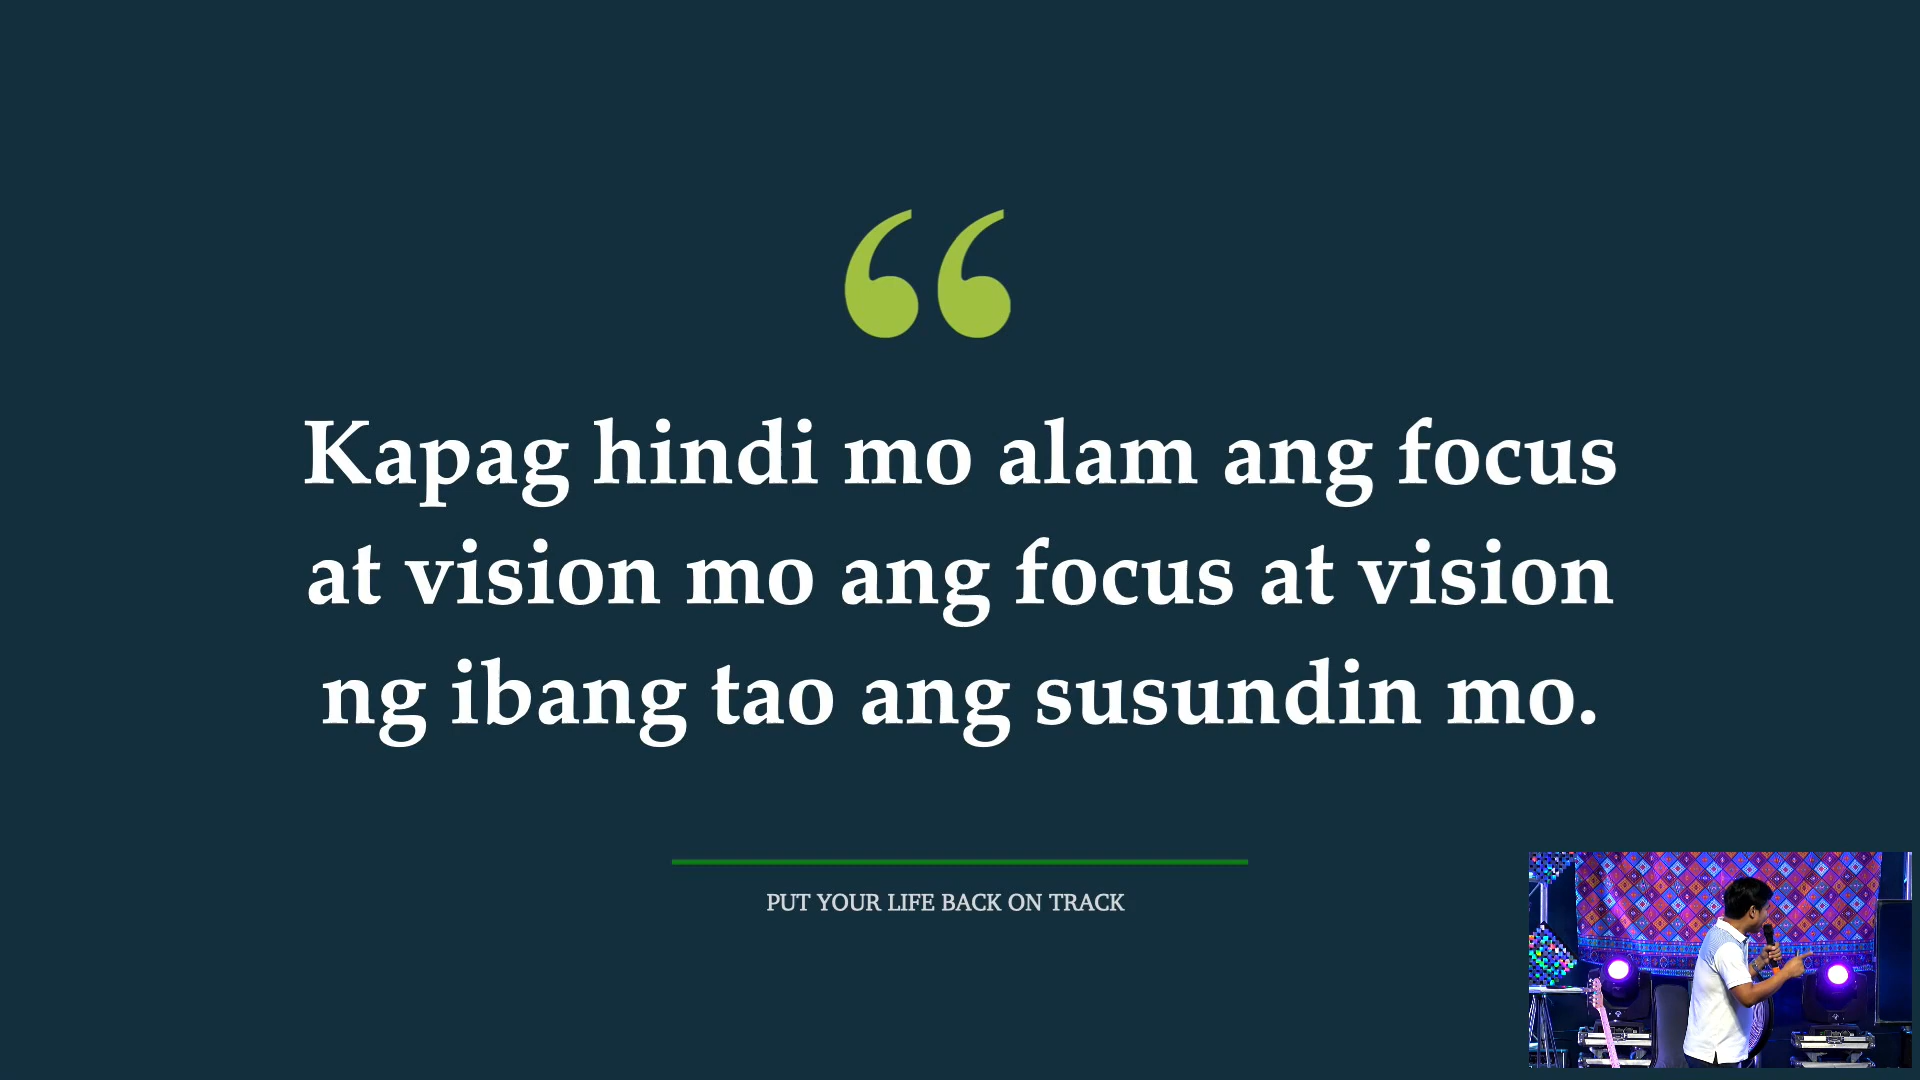 “
Kapag hindi mo alam ang focus
at vision mo ang focus at vision
ng ibang tao ang susundin mo.
PUT YOUR LIFE BACK ON TRACK